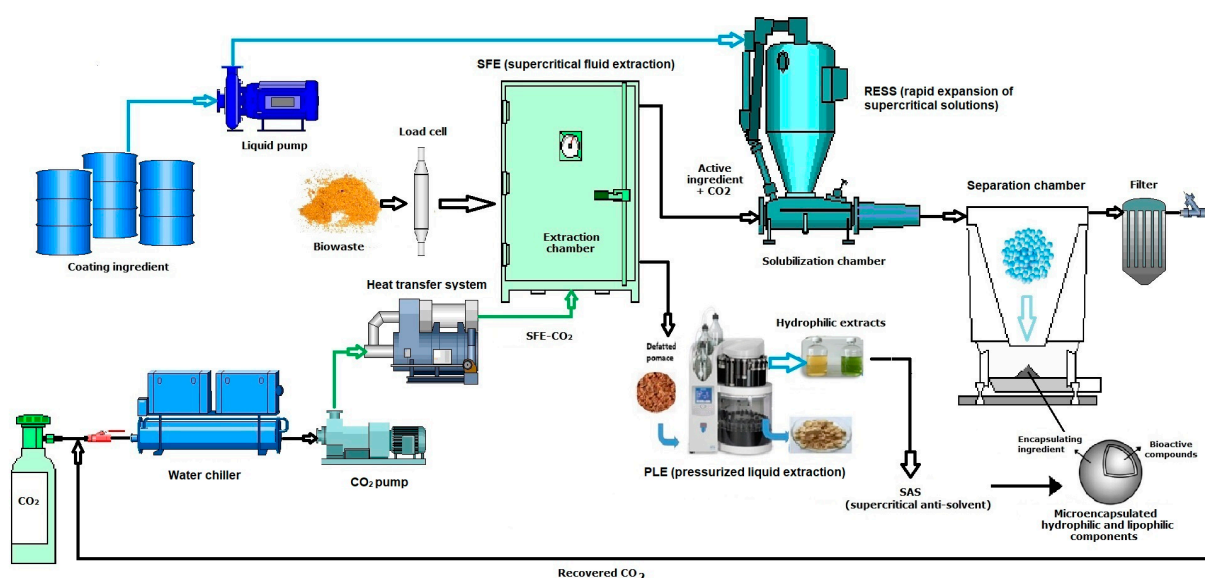 SFE (supercritical fluid extraction)
RESS (rapid expansion of
supercritical solutions)
Liquid pump
Load cell
Active
ingredient
+ CO2
Separation chamber
Filter
Biowaste
Extraction
chamber
Coating ingredient
Solubilization chamber
Heat transfer system
SFE-CO₂
Defatted
pomace
Hydrophilic extracts
Encapsulating
ingredient
Bioactive
compounds
Water chiller
CO₂ pump
PLE (pressurized liquid extraction)
CO₂
SAS
(supercritical anti-solvent)
Microencapsulated
hydrophilic and lipophilic
components
Recovered CO₂